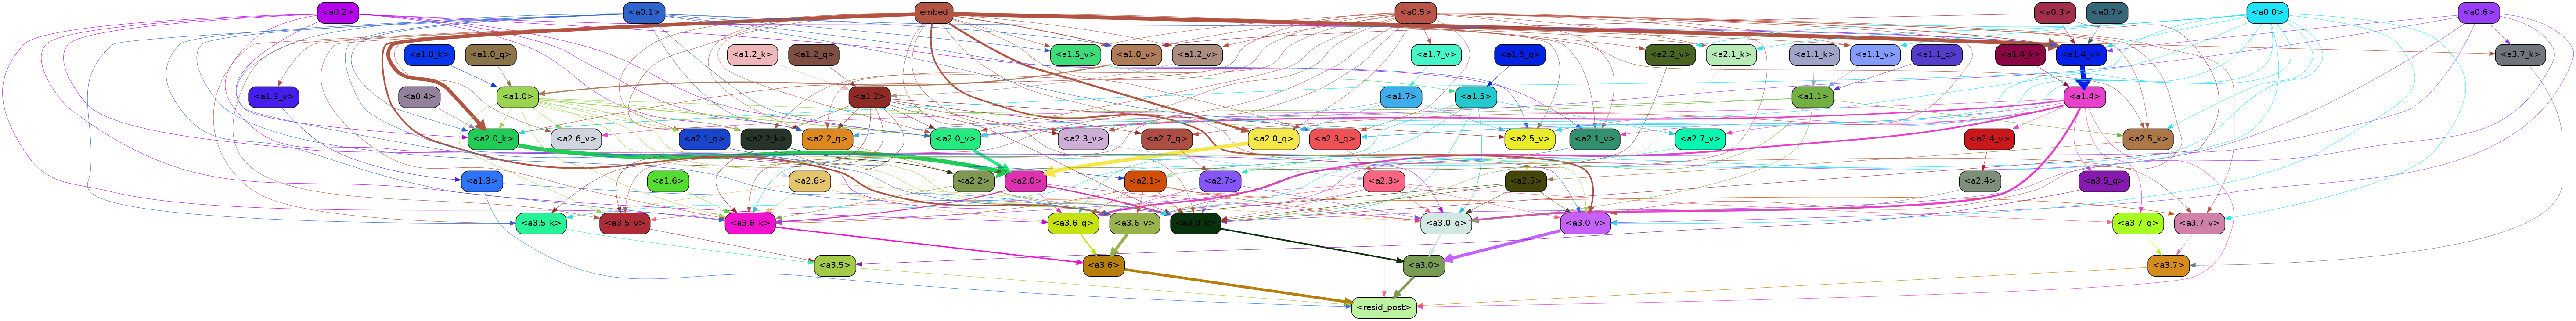 <a0.2> <a0.1> embed <a0.5> <a0.3> <a0.7> <a0.0> <a0.6>
<a1.0_k> <a1.0_q> <a1.2_k> <a1.2_q> <a1.5_v> <a1.0_v> <a1.2_v> <a1.7_v> <a1.5_q> <a2.2_v> <a2.1_k> <a1.1_k> <a1.1_v> <a1.1_q> <a1.4_k> <a1.4_v> <a3.7_k>
<a1.3_v> <a0.4> <a1.0> <a1.2> <a1.7> <a1.5> <a1.1> <a1.4>
<a2.0_k> <a2.6_v> <a2.1_q> <a2.2_k> <a2.2_q> <a2.0_v> <a2.3_v> <a2.7_q> <a2.0_q> <a2.3_q> <a2.5_v> <a2.1_v> <a2.7_v> <a2.4_v> <a2.5_k>
<a1.3> <a1.6> <a2.6> <a2.2> <a2.0> <a2.1> <a2.7> <a2.3> <a2.5> <a2.4> <a3.5_q>
<a3.5_k> <a3.5_v> <a3.6_k> <a3.6_q> <a3.6_v> <a3.0_k> <a3.0_q> <a3.0_v> <a3.7_q> <a3.7_v>
<a3.5> <a3.6> <a3.0> <a3.7>
<resid_post>